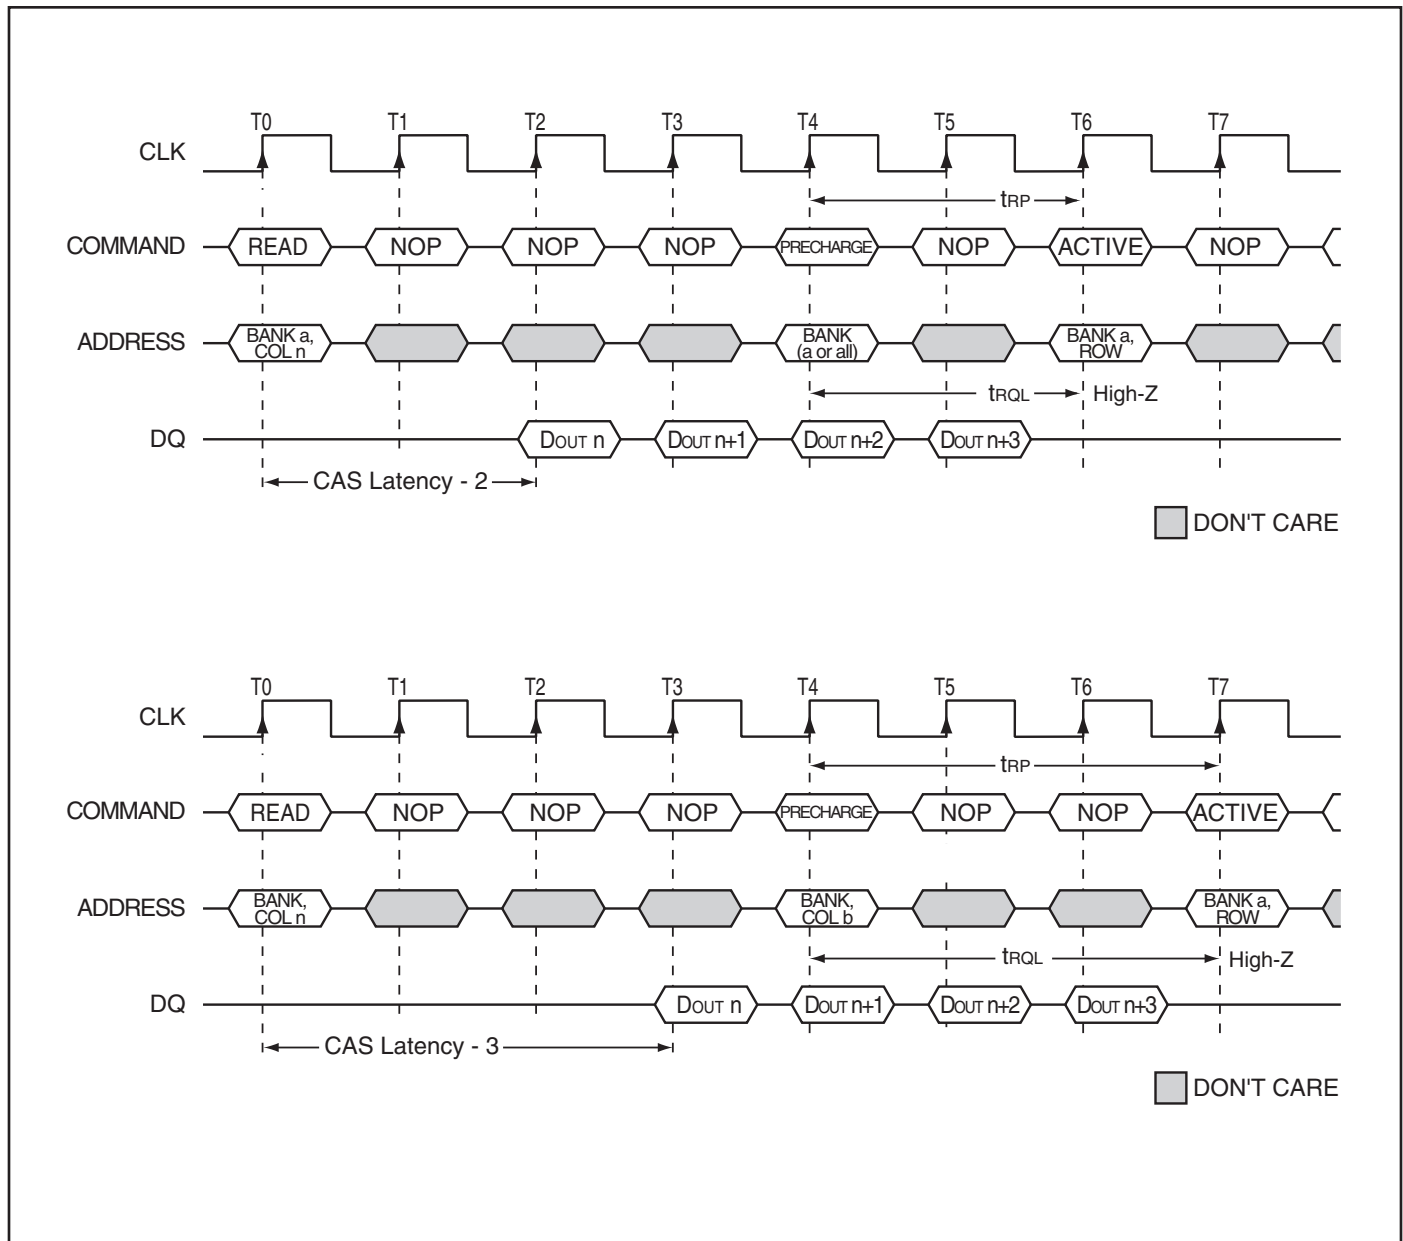 T0 T1 T2 T3 T4 T5 T6 T7
CLK
tRP
COMMAND READ NOP NOP NOP PRECHARGE NOP ACTIVE NOP
ADDRESS BANK a, COL n BANK (a or all) BANK a, ROW
tRQL High-Z
DQ DOUT n DOUT n+1 DOUT n+2 DOUT n+3
CAS Latency - 2
DON'T CARE
T0 T1 T2 T3 T4 T5 T6 T7
CLK
tRP
COMMAND READ NOP NOP NOP PRECHARGE NOP NOP ACTIVE
ADDRESS BANK, COL n BANK, COL b BANK a, ROW
tRQL High-Z
DQ DOUT n DOUT n+1 DOUT n+2 DOUT n+3
CAS Latency - 3
DON'T CARE